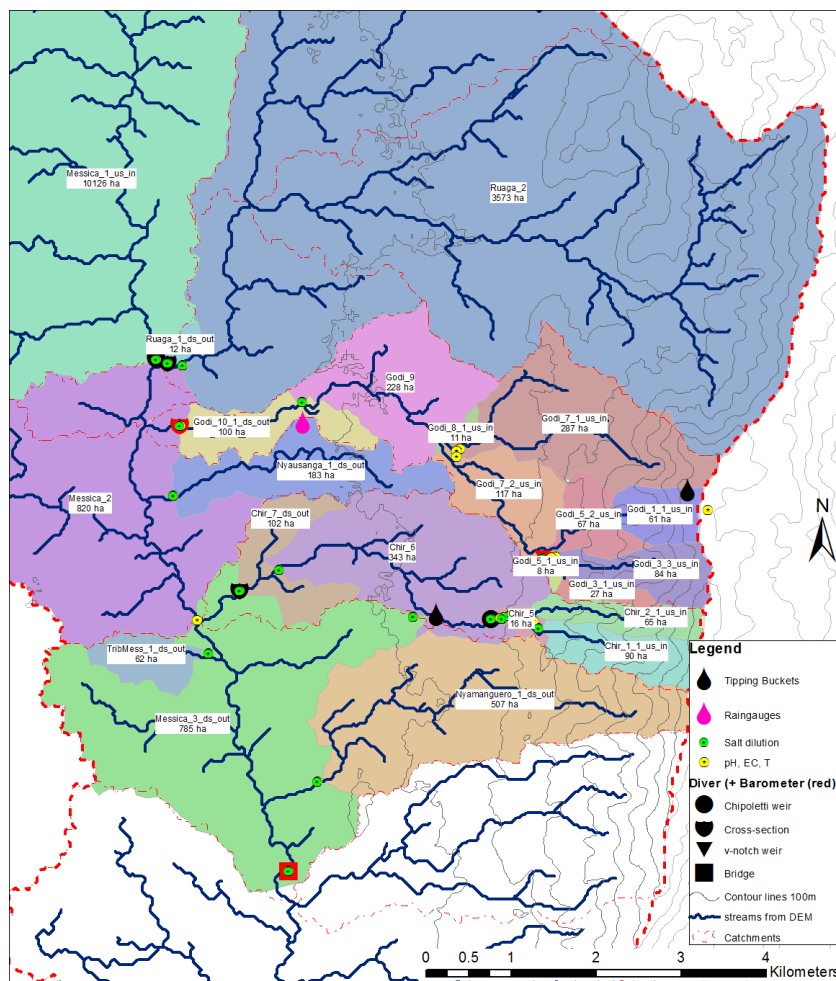 Messica_1_us_in
10126 ha
Ruaga_2
3573 ha
Ruaga_1_ds_out
12 ha
Godi_9
228 ha
Godi_10_1_ds_out
100 ha
Godi_8_1_us_in
11 ha
Godi_7_1_us_in
287 ha
Nyausanga_1_ds_out
183 ha
Godi_7_2_us_in
117 ha
Messica_2
820 ha
Chir_7_ds_out
102 ha
Godi_5_2_us_in
67 ha
Godi_1_1_us_in
61 ha
N
Chir_6
343 ha
Godi_5_1_us_in
8 ha
Godi_3_3_us_in
84 ha
Godi_3_1_us_in
27 ha
Chir_5
16 ha
Chir_2_1_us_in
65 ha
TribMess_1_ds_out
62 ha
Chir_1_1_us_in
90 ha
Nyamanguero_1_ds_out
507 ha
Messica_3_ds_out
785 ha
Legend
Tipping Buckets
Raingauges
Salt dilution
pH, EC, T
Diver (+ Barometer (red)
Chipoletti weir
Cross-section
v-notch weir
Bridge
Contour lines 100m
streams from DEM
Catchments
0 0.5 1 2 3 4
Kilometers